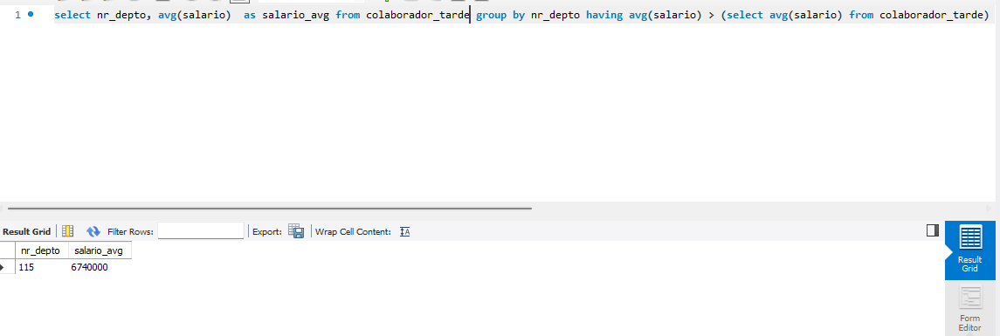 1 select nr_depto, avg(salario)  as salario_avg from colaborador_tarde group by nr_depto having avg(salario) > (select avg(salario) from colaborador_tarde)
Result Grid Filter Rows: Export: Wrap Cell Content: IA
nr_depto salario_avg
115 6740000
Result
Grid
Form
Editor